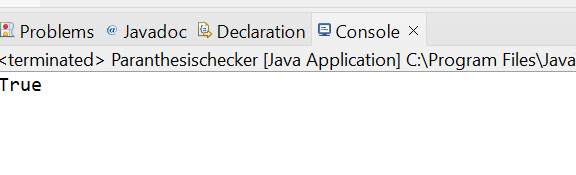 Problems @ Javadoc Declaration Console
<terminated> Paranthesischecker [Java Application] C:\Program Files\Java
True